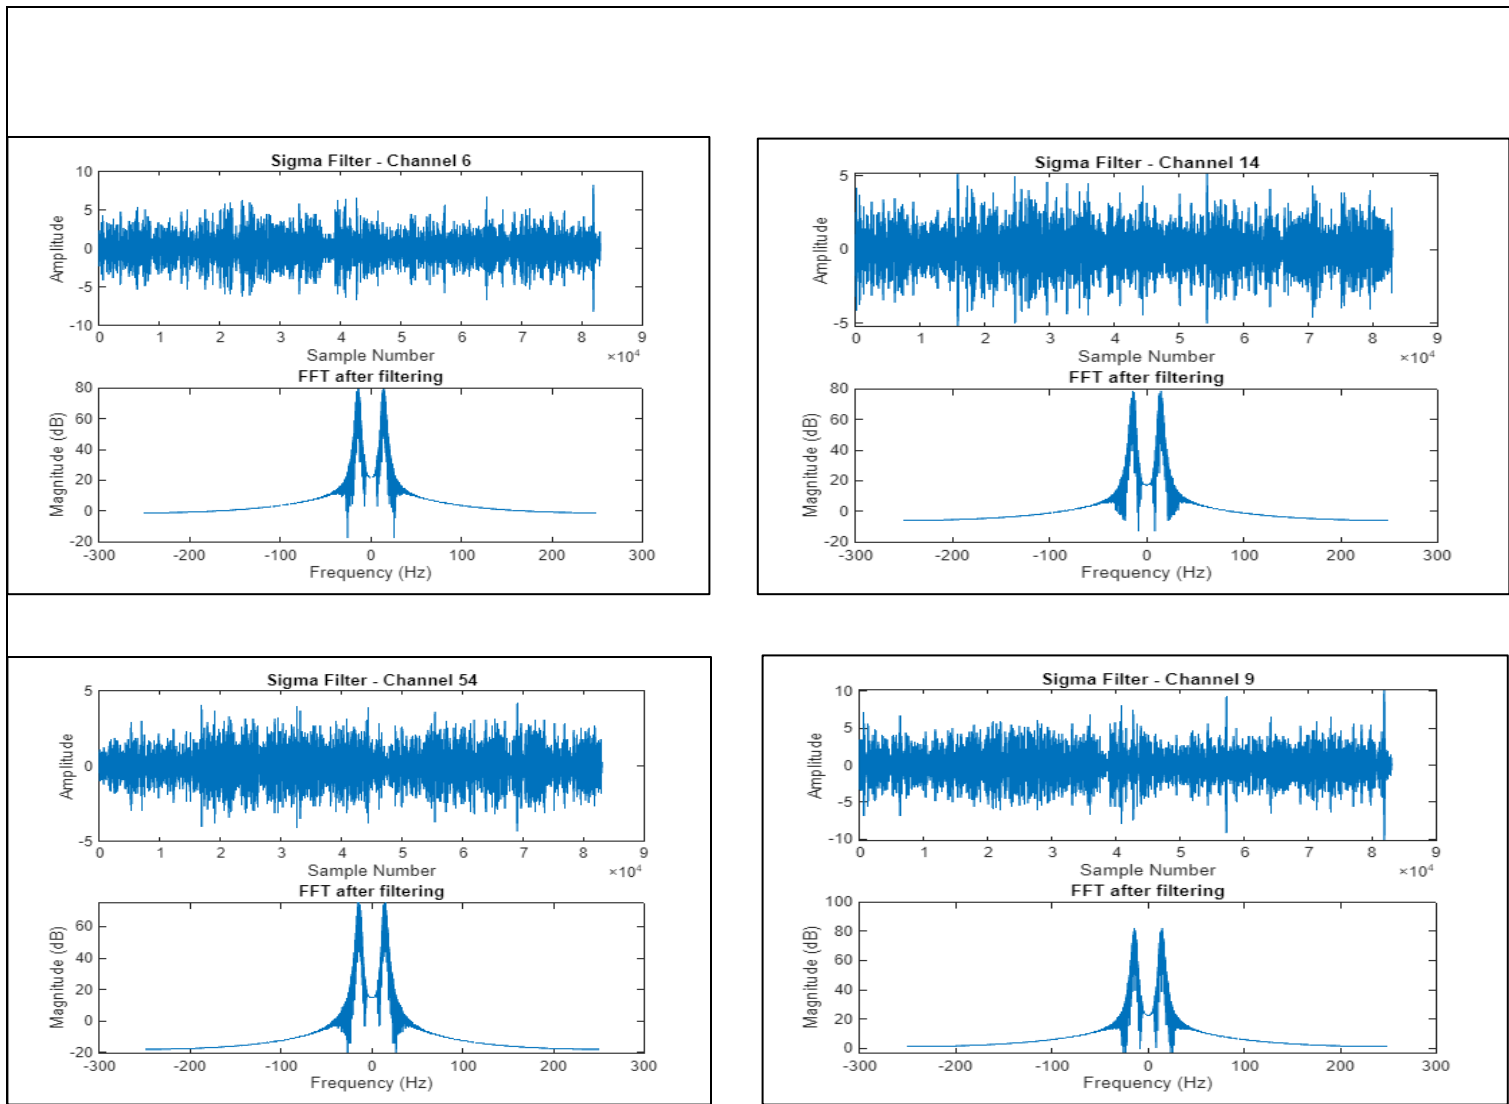 Sigma Filter - Channel 6
10
5
0
-5
-10
Amplitude
0 1 2 3 4 5 6 7 8 9
Sample Number
×10⁴
FFT after filtering
80
60
40
20
0
-20
Magnitude (dB)
-300 -200 -100 0 100 200 300
Frequency (Hz)
Sigma Filter - Channel 14
5
0
-5
Amplitude
0 1 2 3 4 5 6 7 8 9
Sample Number
×10⁴
FFT after filtering
80
60
40
20
0
-20
Magnitude (dB)
-300 -200 -100 0 100 200 300
Frequency (Hz)
Sigma Filter - Channel 54
5
0
-5
Amplitude
0 1 2 3 4 5 6 7 8 9
Sample Number
×10⁴
FFT after filtering
60
40
20
0
-20
Magnitude (dB)
-300 -200 -100 0 100 200 300
Frequency (Hz)
Sigma Filter - Channel 9
10
5
0
-5
-10
Amplitude
0 1 2 3 4 5 6 7 8 9
Sample Number
×10⁴
FFT after filtering
100
80
60
40
20
0
Magnitude (dB)
-300 -200 -100 0 100 200 300
Frequency (Hz)